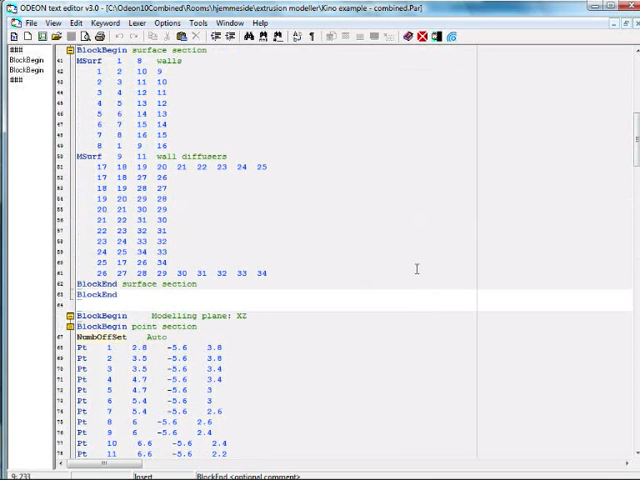 ODEON text editor v3.0 - [C:\Odeon10Combined\Rooms\hjemmeside\extrusion modeller\Kino example - combined.Par]
File View Edit Keyword Lexer Options Tools Window Help
###
BlockBegin
BlockBegin
###
BlockBegin surface section
MSurf 1 8 walls
1 2 10 9
2 3 11 10
3 4 12 11
4 5 13 12
5 6 14 13
6 7 15 14
7 8 16 15
8 1 9 16
MSurf 9 11 wall diffusers
17 18 19 20 21 22 23 24 25
17 18 27 26
18 19 28 27
19 20 29 28
20 21 30 29
21 22 31 30
22 23 32 31
23 24 33 32
24 25 34 33
25 17 26 34
26 27 28 29 30 31 32 33 34
BlockEnd surface section
BlockEnd
BlockBegin Modelling plane: XZ
BlockBegin point section
NumbOffSet Auto
Pt 1 2.8 -5.6 3.8
Pt 2 3.5 -5.6 3.8
Pt 3 3.5 -5.6 3.4
Pt 4 4.7 -5.6 3.4
Pt 5 4.7 -5.6 3
Pt 6 5.4 -5.6 3
Pt 7 5.4 -5.6 2.6
Pt 8 6 -5.6 2.6
Pt 9 6 -5.6 2.4
Pt 10 6.6 -5.6 2.4
Pt 11 6.6 -5.6 2.2
9: 233 Insert BlockEnd <optional comment>